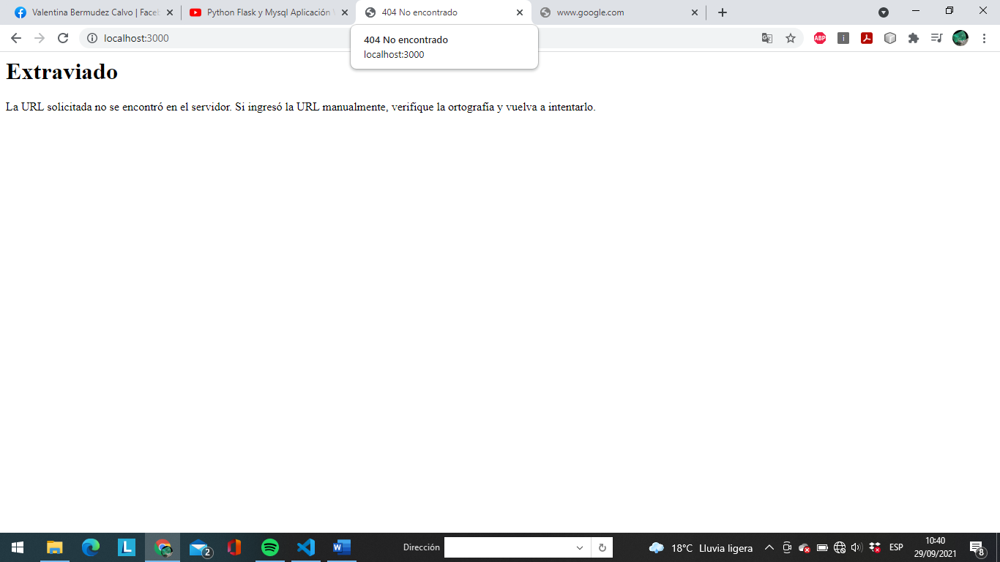 Valentina Bermudez Calvo | Faceb
Python Flask y Mysql Aplicación
404 No encontrado
www.google.com
localhost:3000
404 No encontrado
localhost:3000
ABP
i
Extraviado
La URL solicitada no se encontró en el servidor. Si ingresó la URL manualmente, verifique la ortografía y vuelva a intentarlo.
L
2
W
Dirección
18°C Lluvia ligera
ESP
10:40
29/09/2021
8